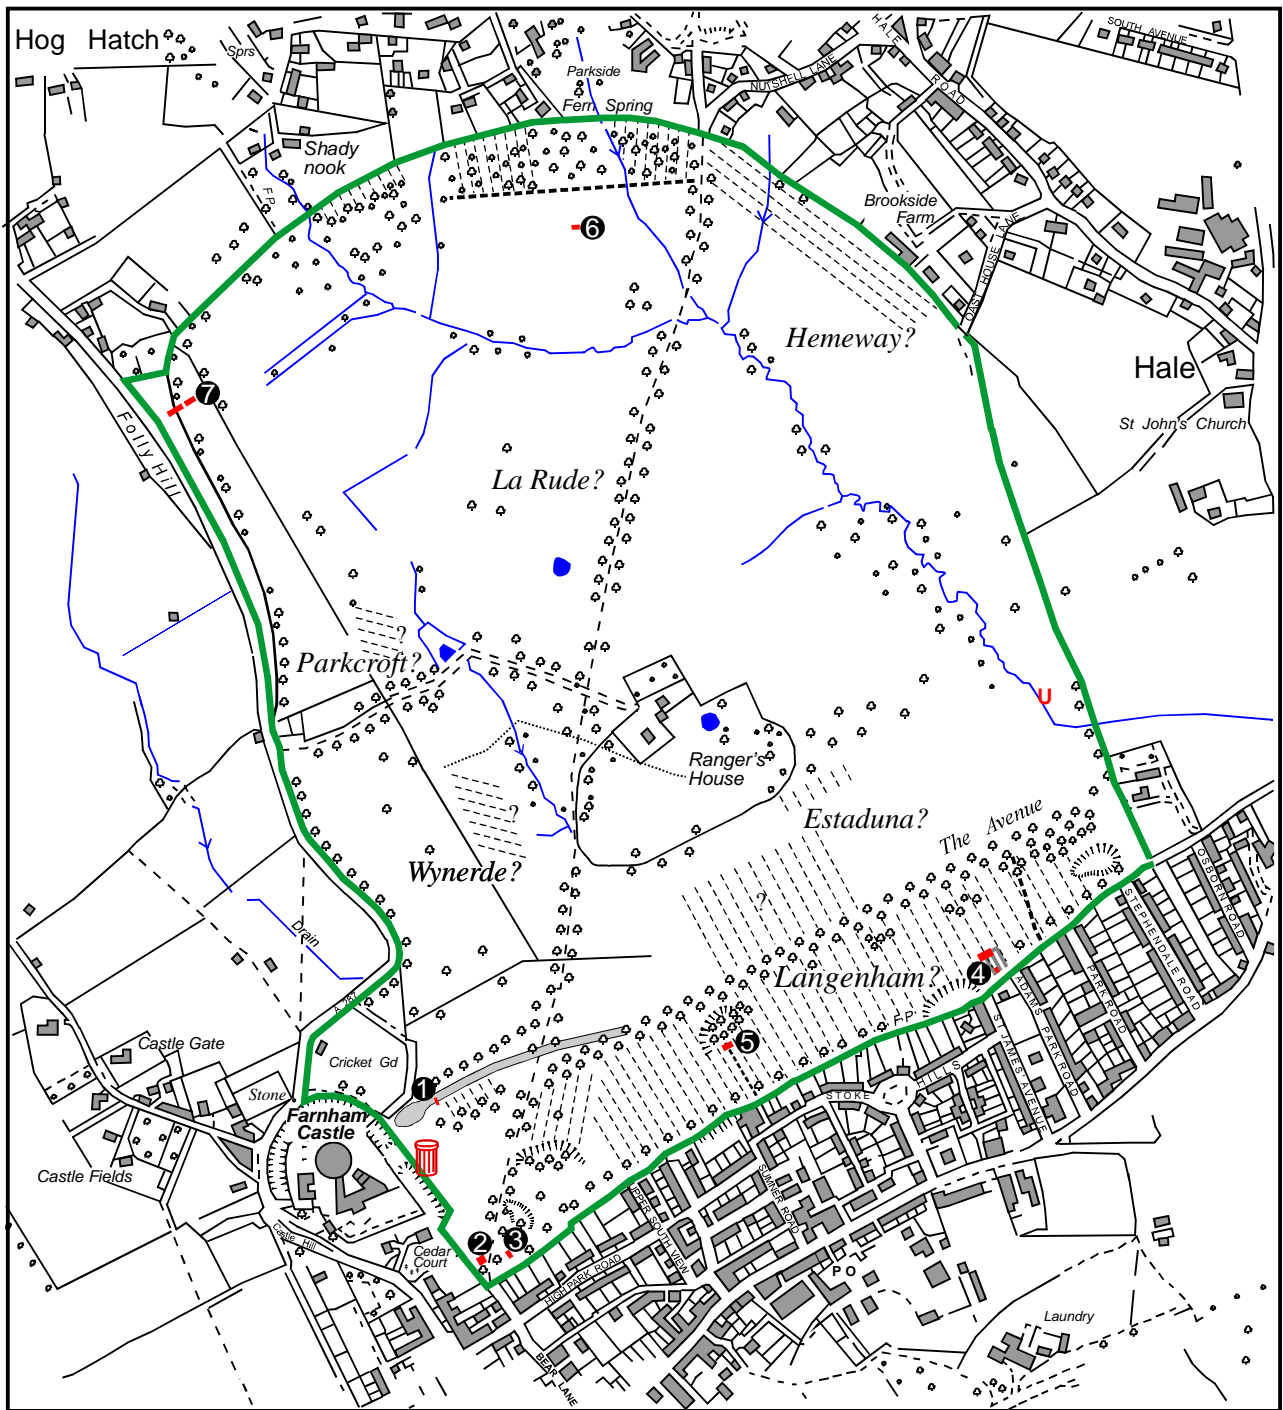 Hog Hatch
Sprs
Parkside
Fern Spring
NUTSHELL LANE
HALE
ROAD
SOUTH AVENUE
Shady
nook
F P
6
Brookside
Farm
OAST HOUSE LANE
Hemeway?
Hale
St John's Church
7
Folly Hill
La Rude?
?
Parkcroft?
U
Ranger's
House
?
Estaduna?
The Avenue
Wynerde?
?
OSBORN ROAD
STEPHENDALE ROAD
PARK ROAD
ADAMS PARK ROAD
ST JAMES' AVENUE
Drain
A 287
Langenham?
4
F P
5
Castle Gate
Cricket Gd
Stone
1
Farnham
Castle
STOKE
HILLS
Castle Fields
SUMNER ROAD
UPPER SOUTH VIEW
Castle Hill
Cedar
Court
2
3
HIGH PARK ROAD
P O
Laundry
BEAR LANE